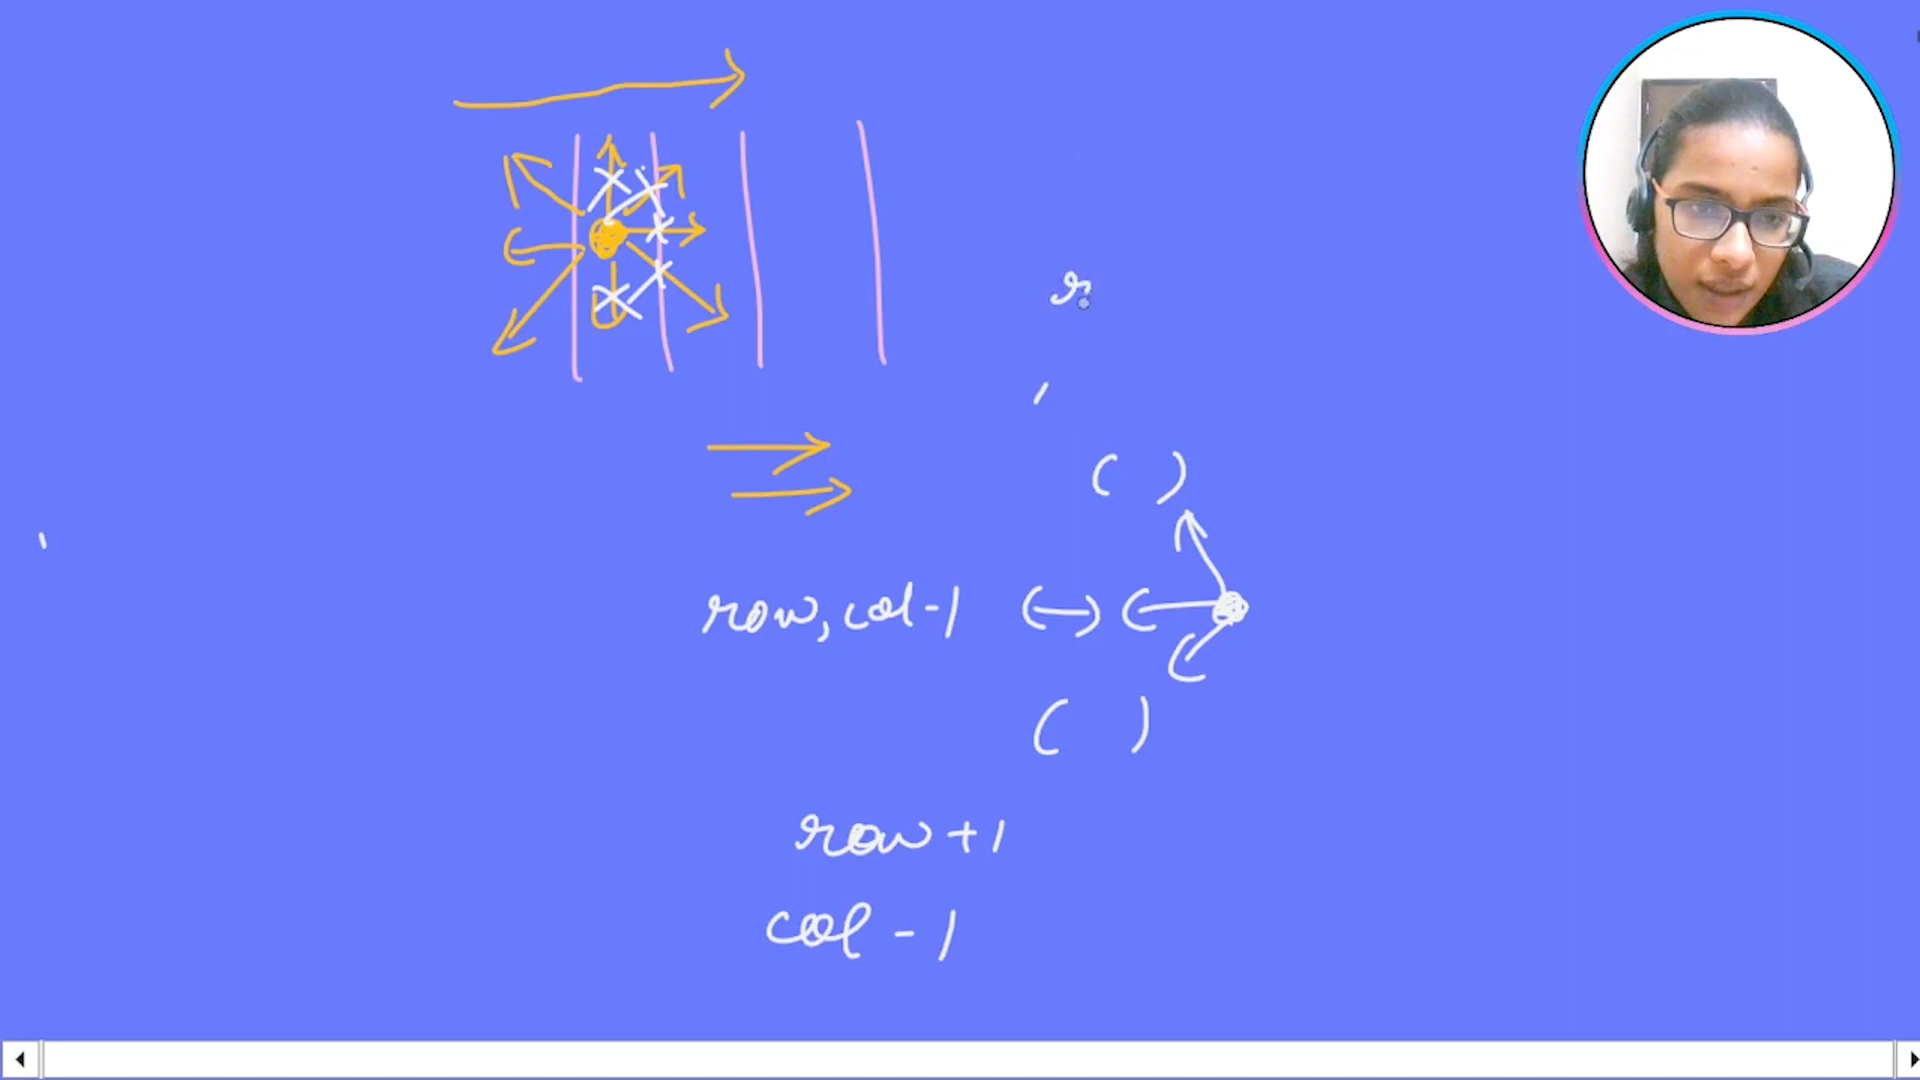 r
( )
row, col-1 ( )
( )
row +1
col - 1